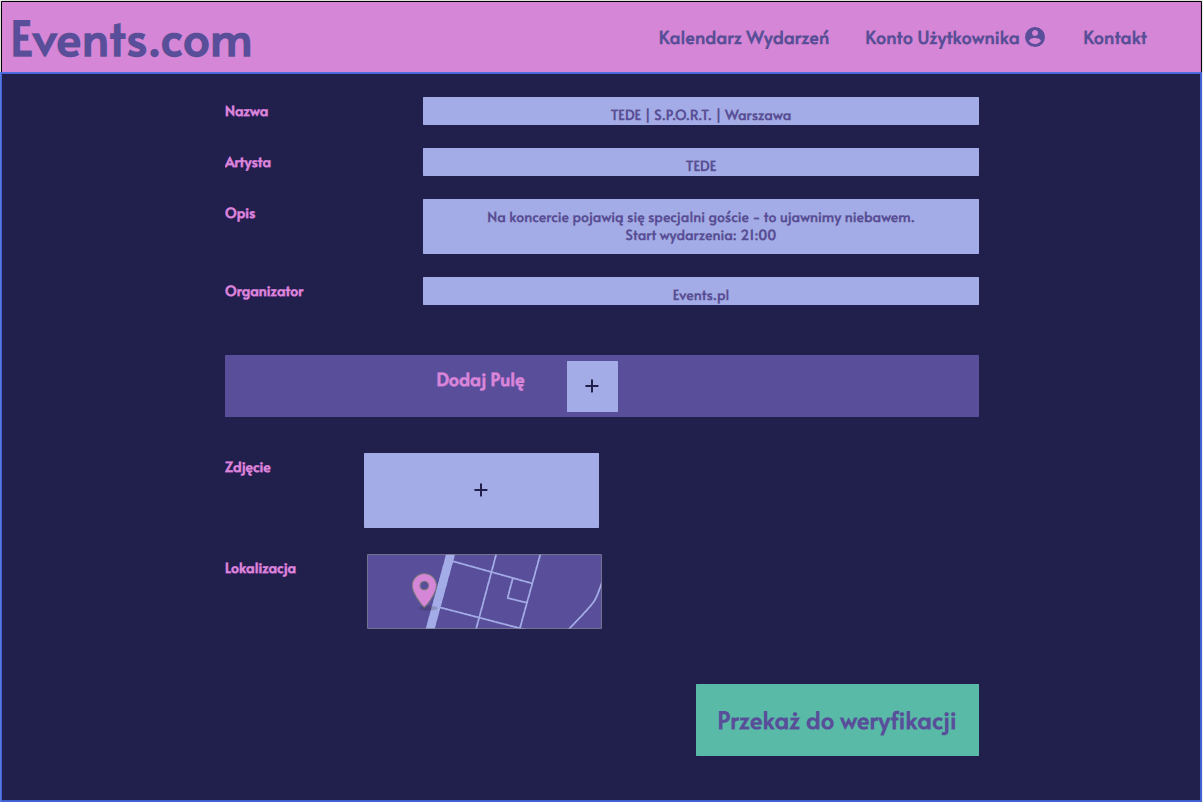 Events.com
Kalendarz Wydarzeń
Konto Użytkownika
Kontakt
Nazwa
TEDE | S.P.O.R.T. | Warszawa
Artysta
TEDE
Opis
Na koncercie pojawią się specjalni goście - to ujawnimy niebawem.
Start wydarzenia: 21:00
Organizator
Events.pl
Dodaj Pulę
+
Zdjęcie
+
Lokalizacja
Przekaż do weryfikacji